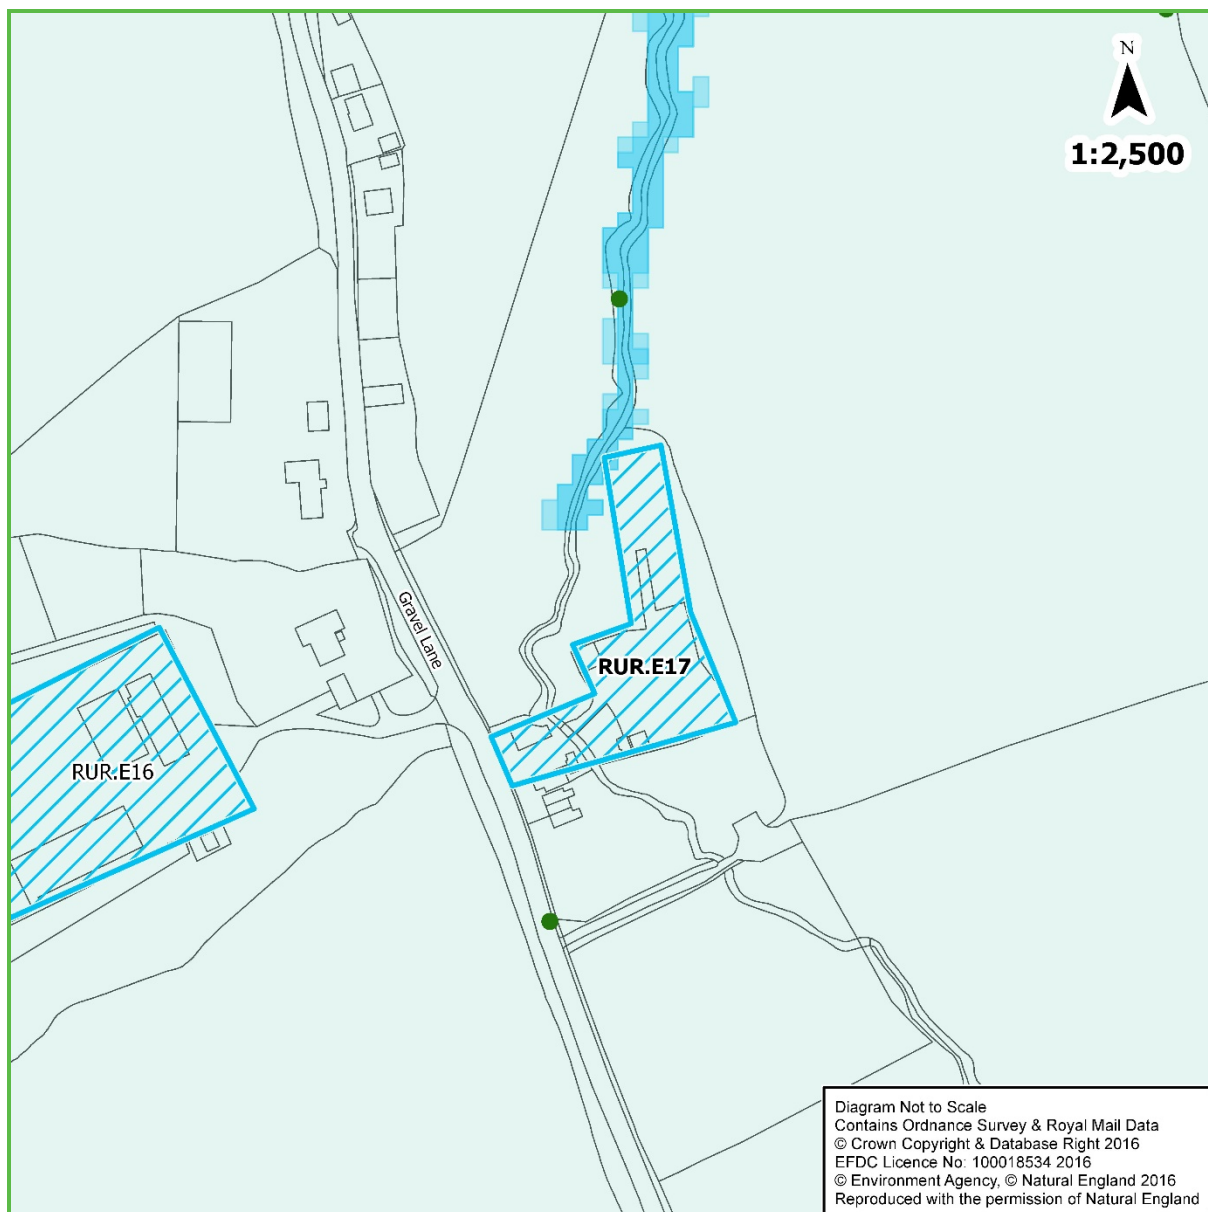 N
1:2,500
Gravel Lane
RUR.E17
RUR.E16
Diagram Not to Scale
Contains Ordnance Survey & Royal Mail Data
© Crown Copyright & Database Right 2016
EFDC Licence No: 100018534 2016
© Environment Agency, © Natural England 2016
Reproduced with the permission of Natural England